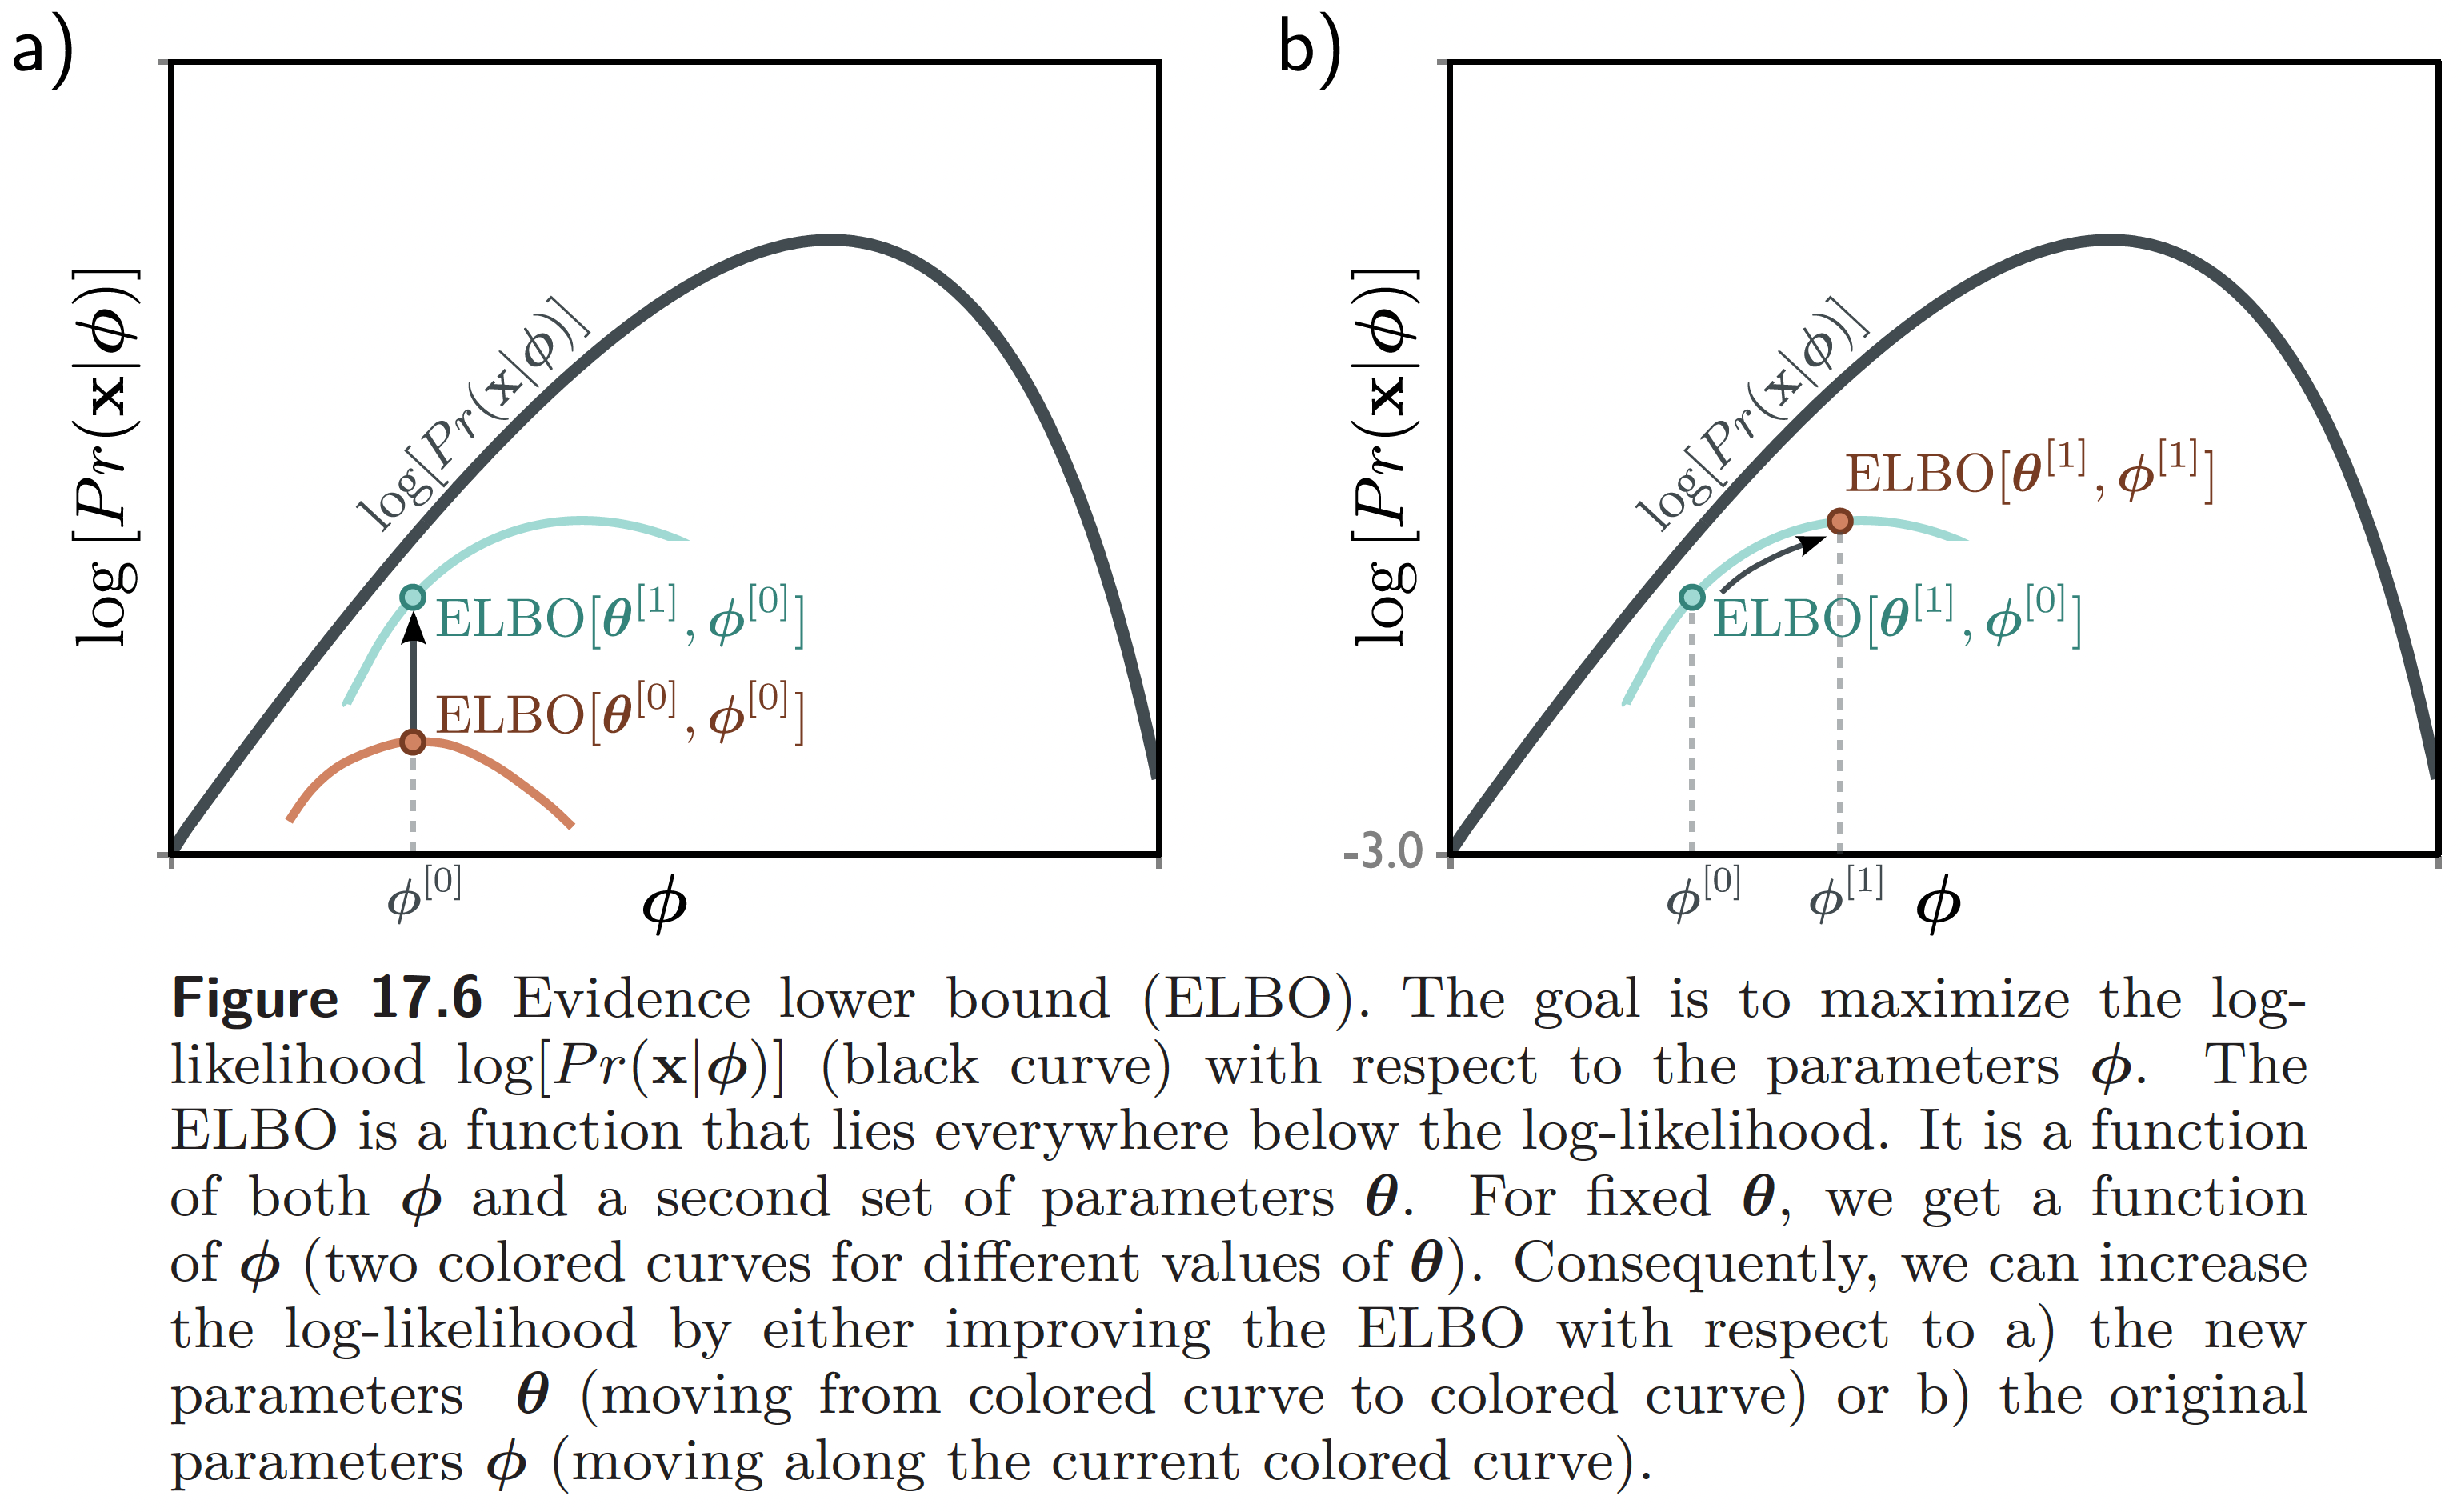 a)
log [Pr(x|ϕ)]
log[Pr(x|ϕ)]
ELBO[θ^[1], ϕ^[0]]
ELBO[θ^[0], ϕ^[0]]
ϕ^[0]
ϕ
b)
log [Pr(x|ϕ)]
log[Pr(x|ϕ)]
ELBO[θ^[1], ϕ^[1]]
ELBO[θ^[1], ϕ^[0]]
-3.0
ϕ^[0]
ϕ^[1]
ϕ
Figure 17.6 Evidence lower bound (ELBO). The goal is to maximize the log-
likelihood log[Pr(x|ϕ)] (black curve) with respect to the parameters ϕ. The
ELBO is a function that lies everywhere below the log-likelihood. It is a function
of both ϕ and a second set of parameters θ. For fixed θ, we get a function
of ϕ (two colored curves for different values of θ). Consequently, we can increase
the log-likelihood by either improving the ELBO with respect to a) the new
parameters θ (moving from colored curve to colored curve) or b) the original
parameters ϕ (moving along the current colored curve).